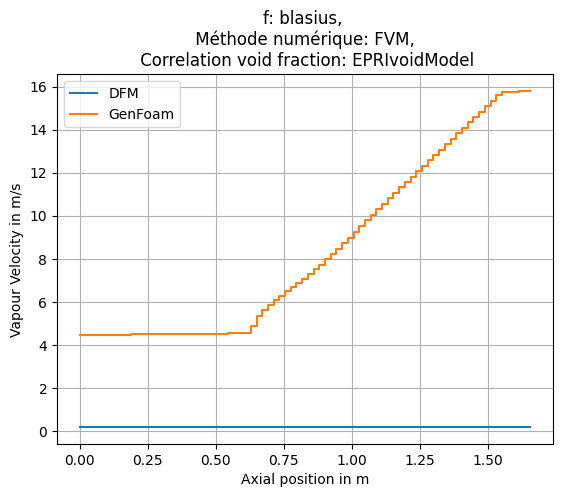 f: blasius,
Méthode numérique: FVM,
Correlation void fraction: EPRIvoidModel
DFM
GenFoam
Vapour Velocity in m/s
16
14
12
10
8
6
4
2
0
0.00 0.25 0.50 0.75 1.00 1.25 1.50
Axial position in m